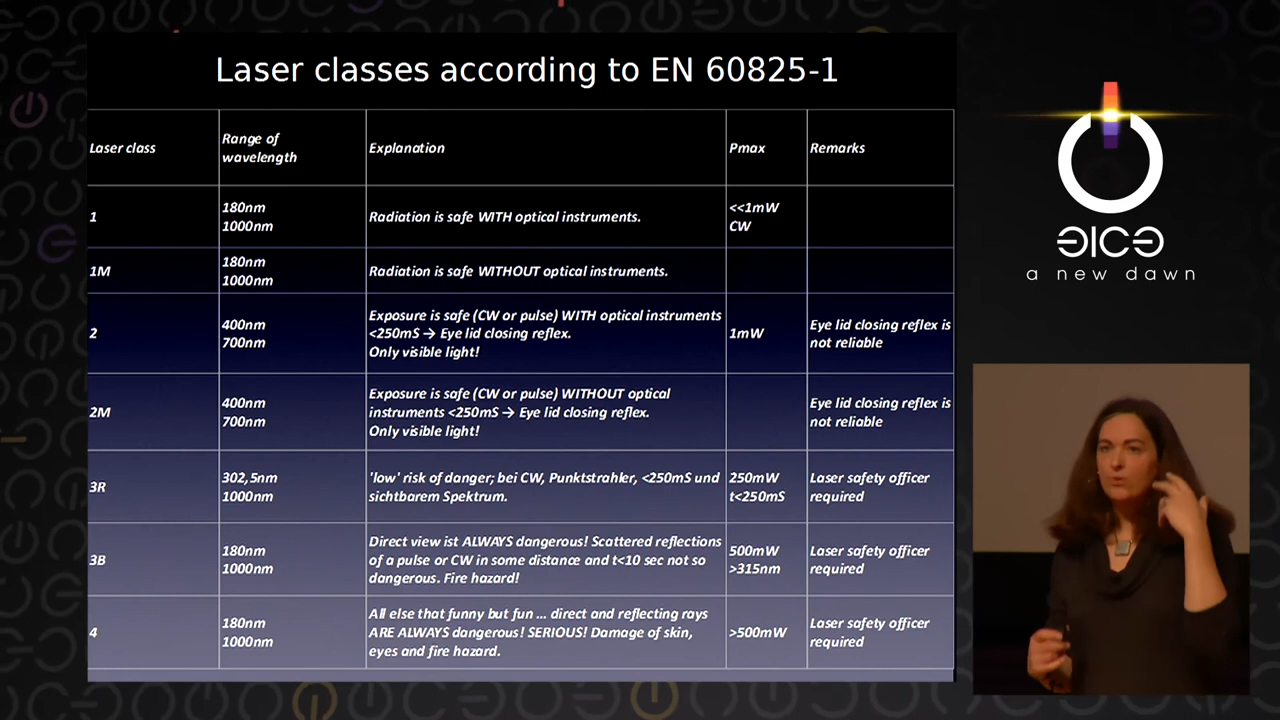 Laser classes according to EN 60825-1
Laser class
Range of
wavelength
Explanation
Pmax
Remarks
1
180nm
1000nm
Radiation is safe WITH optical instruments.
<<1mW
CW
1M
180nm
1000nm
Radiation is safe WITHOUT optical instruments.
2
400nm
700nm
Exposure is safe (CW or pulse) WITH optical instruments
<250mS → Eye lid closing reflex.
Only visible light!
1mW
Eye lid closing reflex is
not reliable
2M
400nm
700nm
Exposure is safe (CW or pulse) WITHOUT optical
instruments <250mS → Eye lid closing reflex.
Only visible light!
Eye lid closing reflex is
not reliable
3R
302,5nm
1000nm
'low' risk of danger; bei CW, Punktstrahler, <250mS und
sichtbarem Spektrum.
250mW
t<250mS
Laser safety officer
required
3B
180nm
1000nm
Direct view ist ALWAYS dangerous! Scattered reflections
of a pulse or CW in some distance and t<10 sec not so
dangerous. Fire hazard!
500mW
>315nm
Laser safety officer
required
4
180nm
1000nm
All else that funny but fun ... direct and reflecting rays
ARE ALWAYS dangerous! SERIOUS! Damage of skin,
eyes and fire hazard.
>500mW
Laser safety officer
required
a new dawn